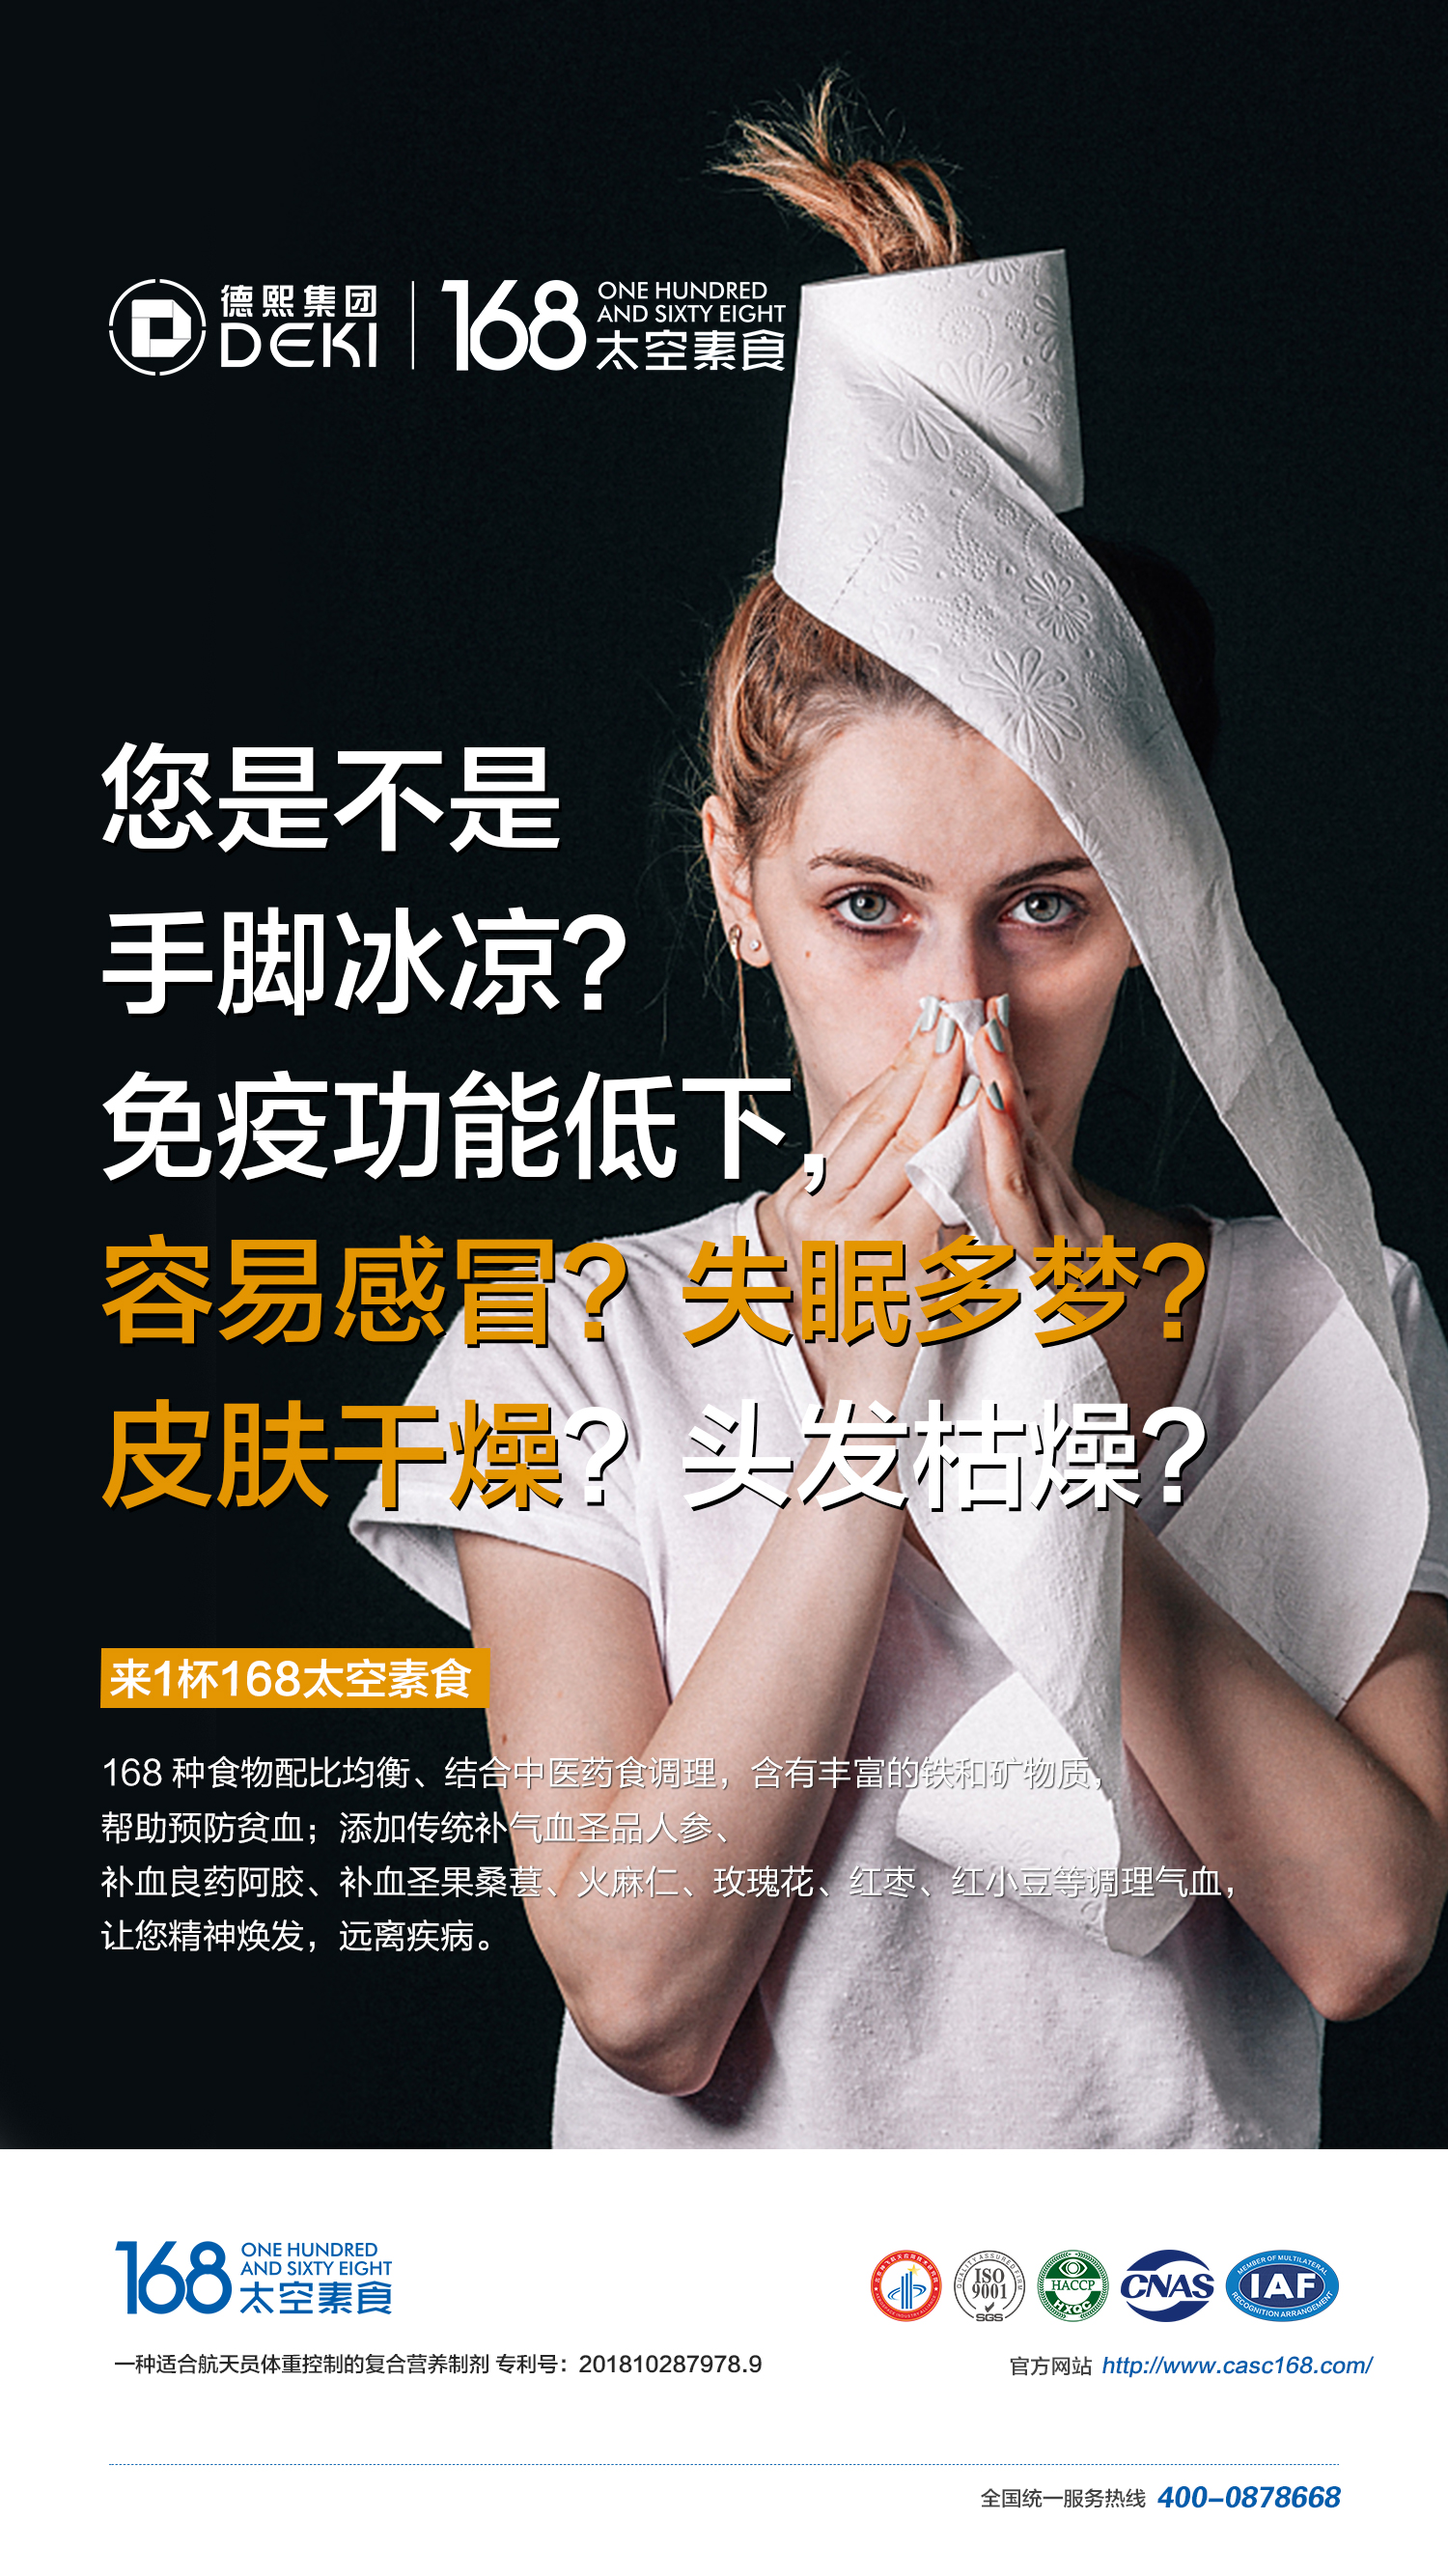 德熙集团
DEKI
168
ONE HUNDRED
AND SIXTY EIGHT
太空素食
您是不是
手脚冰凉?
免疫功能低下,
容易感冒? 失眠多梦?
皮肤干燥? 头发枯燥?
来1杯168太空素食
168 种食物配比均衡、结合中医药食调理，含有丰富的铁和矿物质，
帮助预防贫血；添加传统补气血圣品人参、
补血良药阿胶、补血圣果桑葚、火麻仁、玫瑰花、红枣、红小豆等调理气血，
让您精神焕发，远离疾病。
168
ONE HUNDRED
AND SIXTY EIGHT
太空素食
QUALITY ASSURED FIRM
ISO
9001
SGS
HACCP
HXQC
CNAS
MEMBER OF MULTILATERAL
IAF
RECOGNITION ARRANGEMENT
一种适合航天员体重控制的复合营养制剂 专利号：201810287978.9
官方网站 http://www.casc168.com/
全国统一服务热线 400-0878668